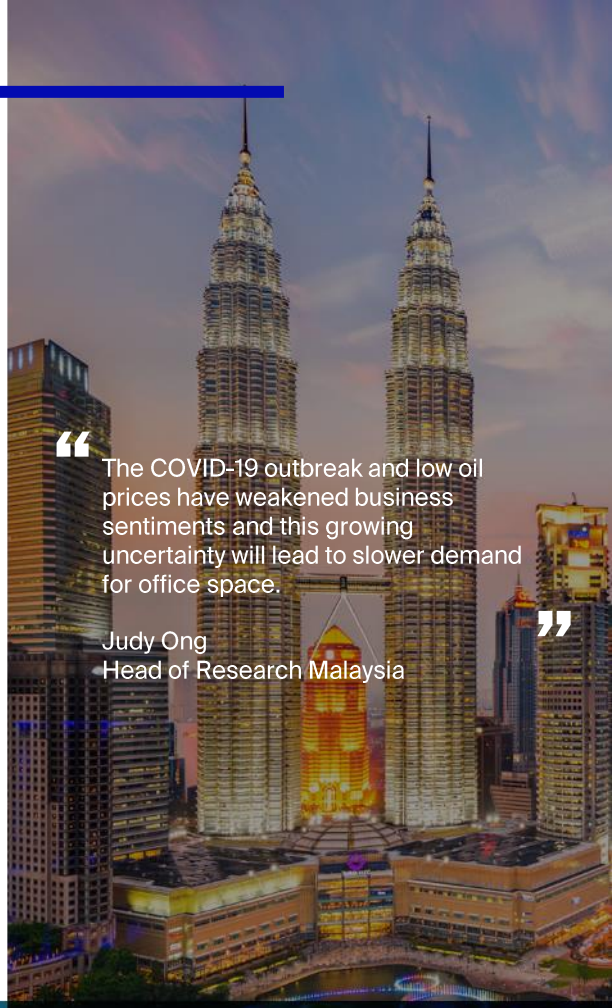 “
The COVID-19 outbreak and low oil
prices have weakened business
sentiments and this growing
uncertainty will lead to slower demand
for office space.
”
Judy Ong
Head of Research Malaysia